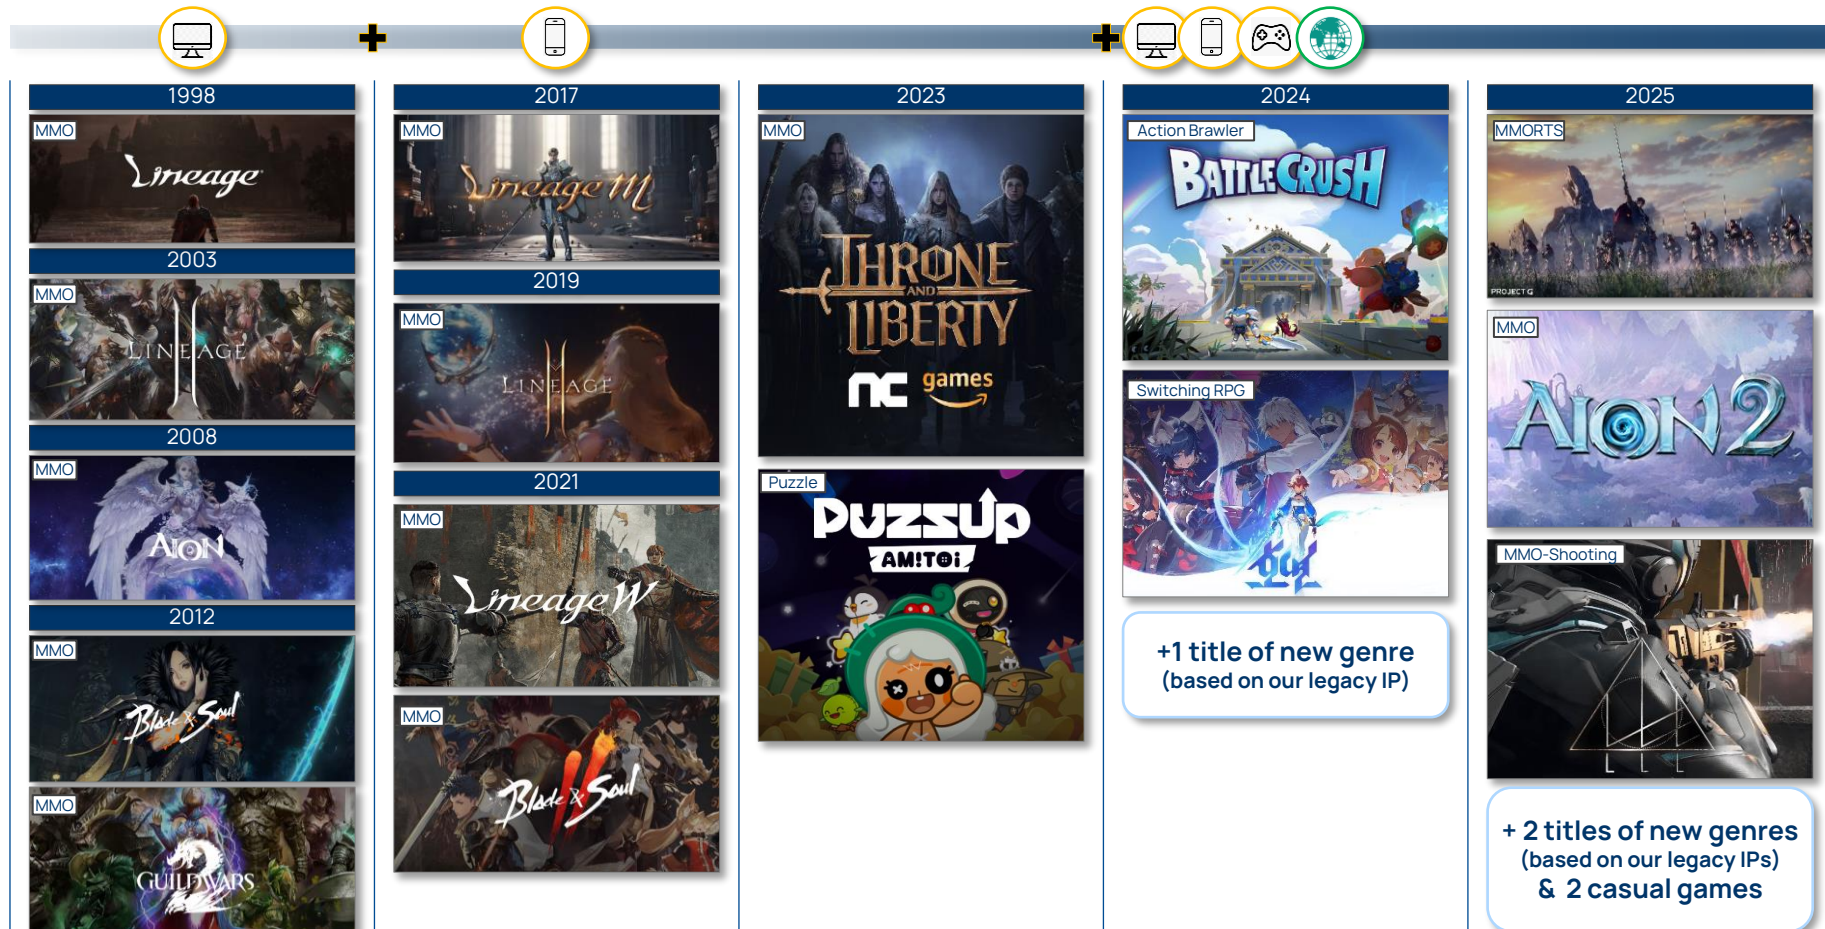 1998
MMO
Lineage
2003
MMO
LINEAGE II
2008
MMO
AION
2012
MMO
Blade & Soul
MMO
GUILD WARS 2
2017
MMO
Lineage M
2019
MMO
LINEAGE II
2021
MMO
Lineage W
MMO
Blade & Soul II
2023
MMO
THRONE
AND
LIBERTY
NC games
Puzzle
PUZZUP
AMITOI
2024
Action Brawler
BATTLE CRUSH
Switching RPG
+1 title of new genre
(based on our legacy IP)
2025
MMORTS
PROJECT G
MMO
AION 2
MMO-Shooting
LLL
+ 2 titles of new genres
(based on our legacy IPs)
& 2 casual games